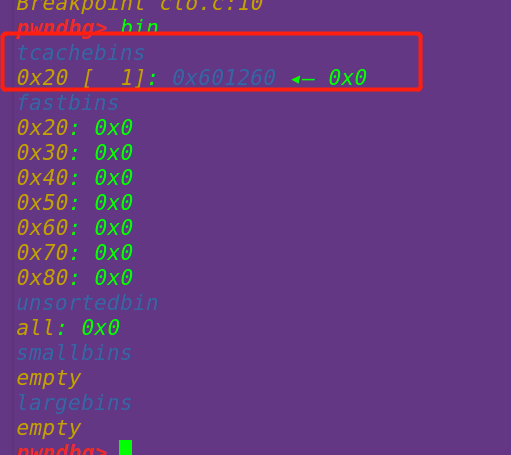 Breakpoint clo.c:10
pwndbg> bin
tcachebins
0x20 [  1]: 0x601260 ◂— 0x0
fastbins
0x20: 0x0
0x30: 0x0
0x40: 0x0
0x50: 0x0
0x60: 0x0
0x70: 0x0
0x80: 0x0
unsortedbin
all: 0x0
smallbins
empty
largebins
empty
pwndbg>